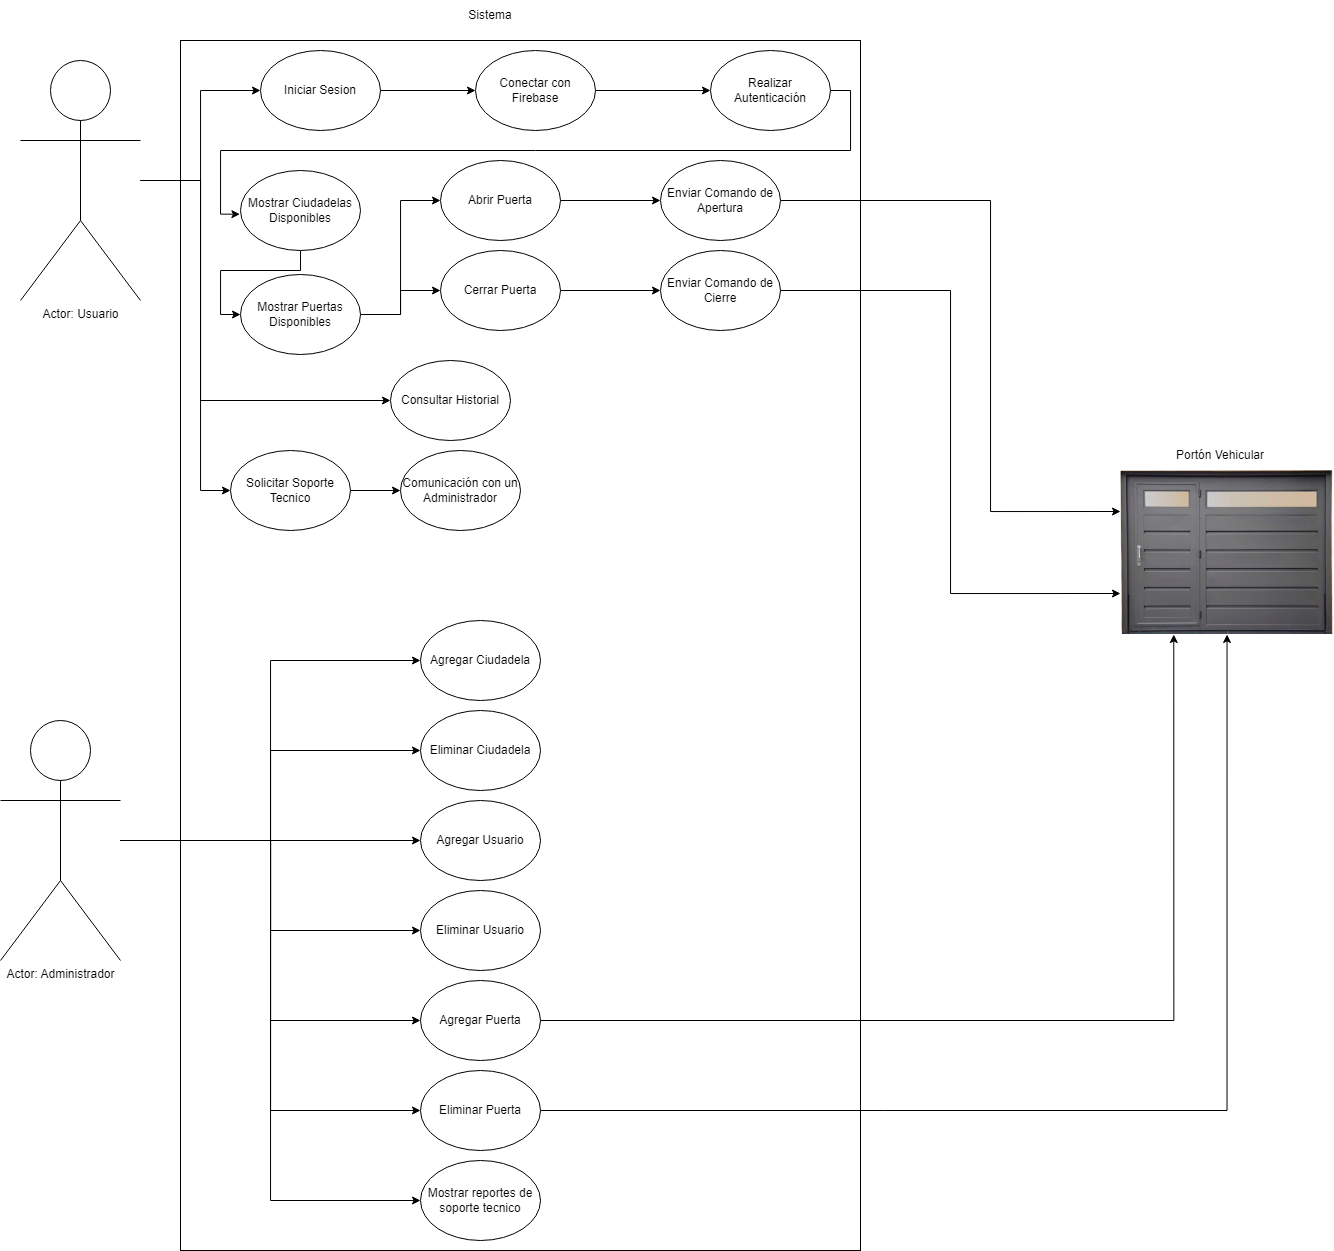 Sistema
Iniciar Sesion
Conectar con
Firebase
Realizar
Autenticación
Mostrar Ciudadelas
Disponibles
Abrir Puerta
Enviar Comando de
Apertura
Cerrar Puerta
Enviar Comando de
Cierre
Mostrar Puertas
Disponibles
Actor: Usuario
Consultar Historial
Solicitar Soporte
Tecnico
Comunicación con un
Administrador
Portón Vehicular
Agregar Ciudadela
Eliminar Ciudadela
Agregar Usuario
Eliminar Usuario
Actor: Administrador
Agregar Puerta
Eliminar Puerta
Mostrar reportes de
soporte tecnico